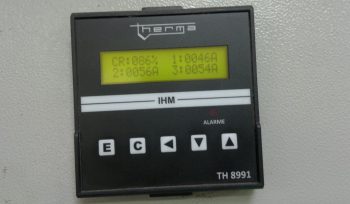 Therma
CR:086% 1:0046A
2:0056A 3:0054A
IHM
ALARME
E C ◄ ▼ ▲
TH 8991